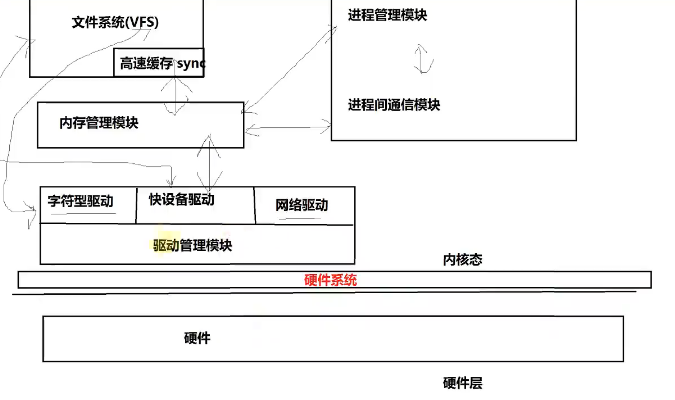 文件系统(VFS)
高速缓存 sync
进程管理模块
进程间通信模块
内存管理模块
字符型驱动
快设备驱动
网络驱动
驱动管理模块
内核态
硬件系统
硬件
硬件层